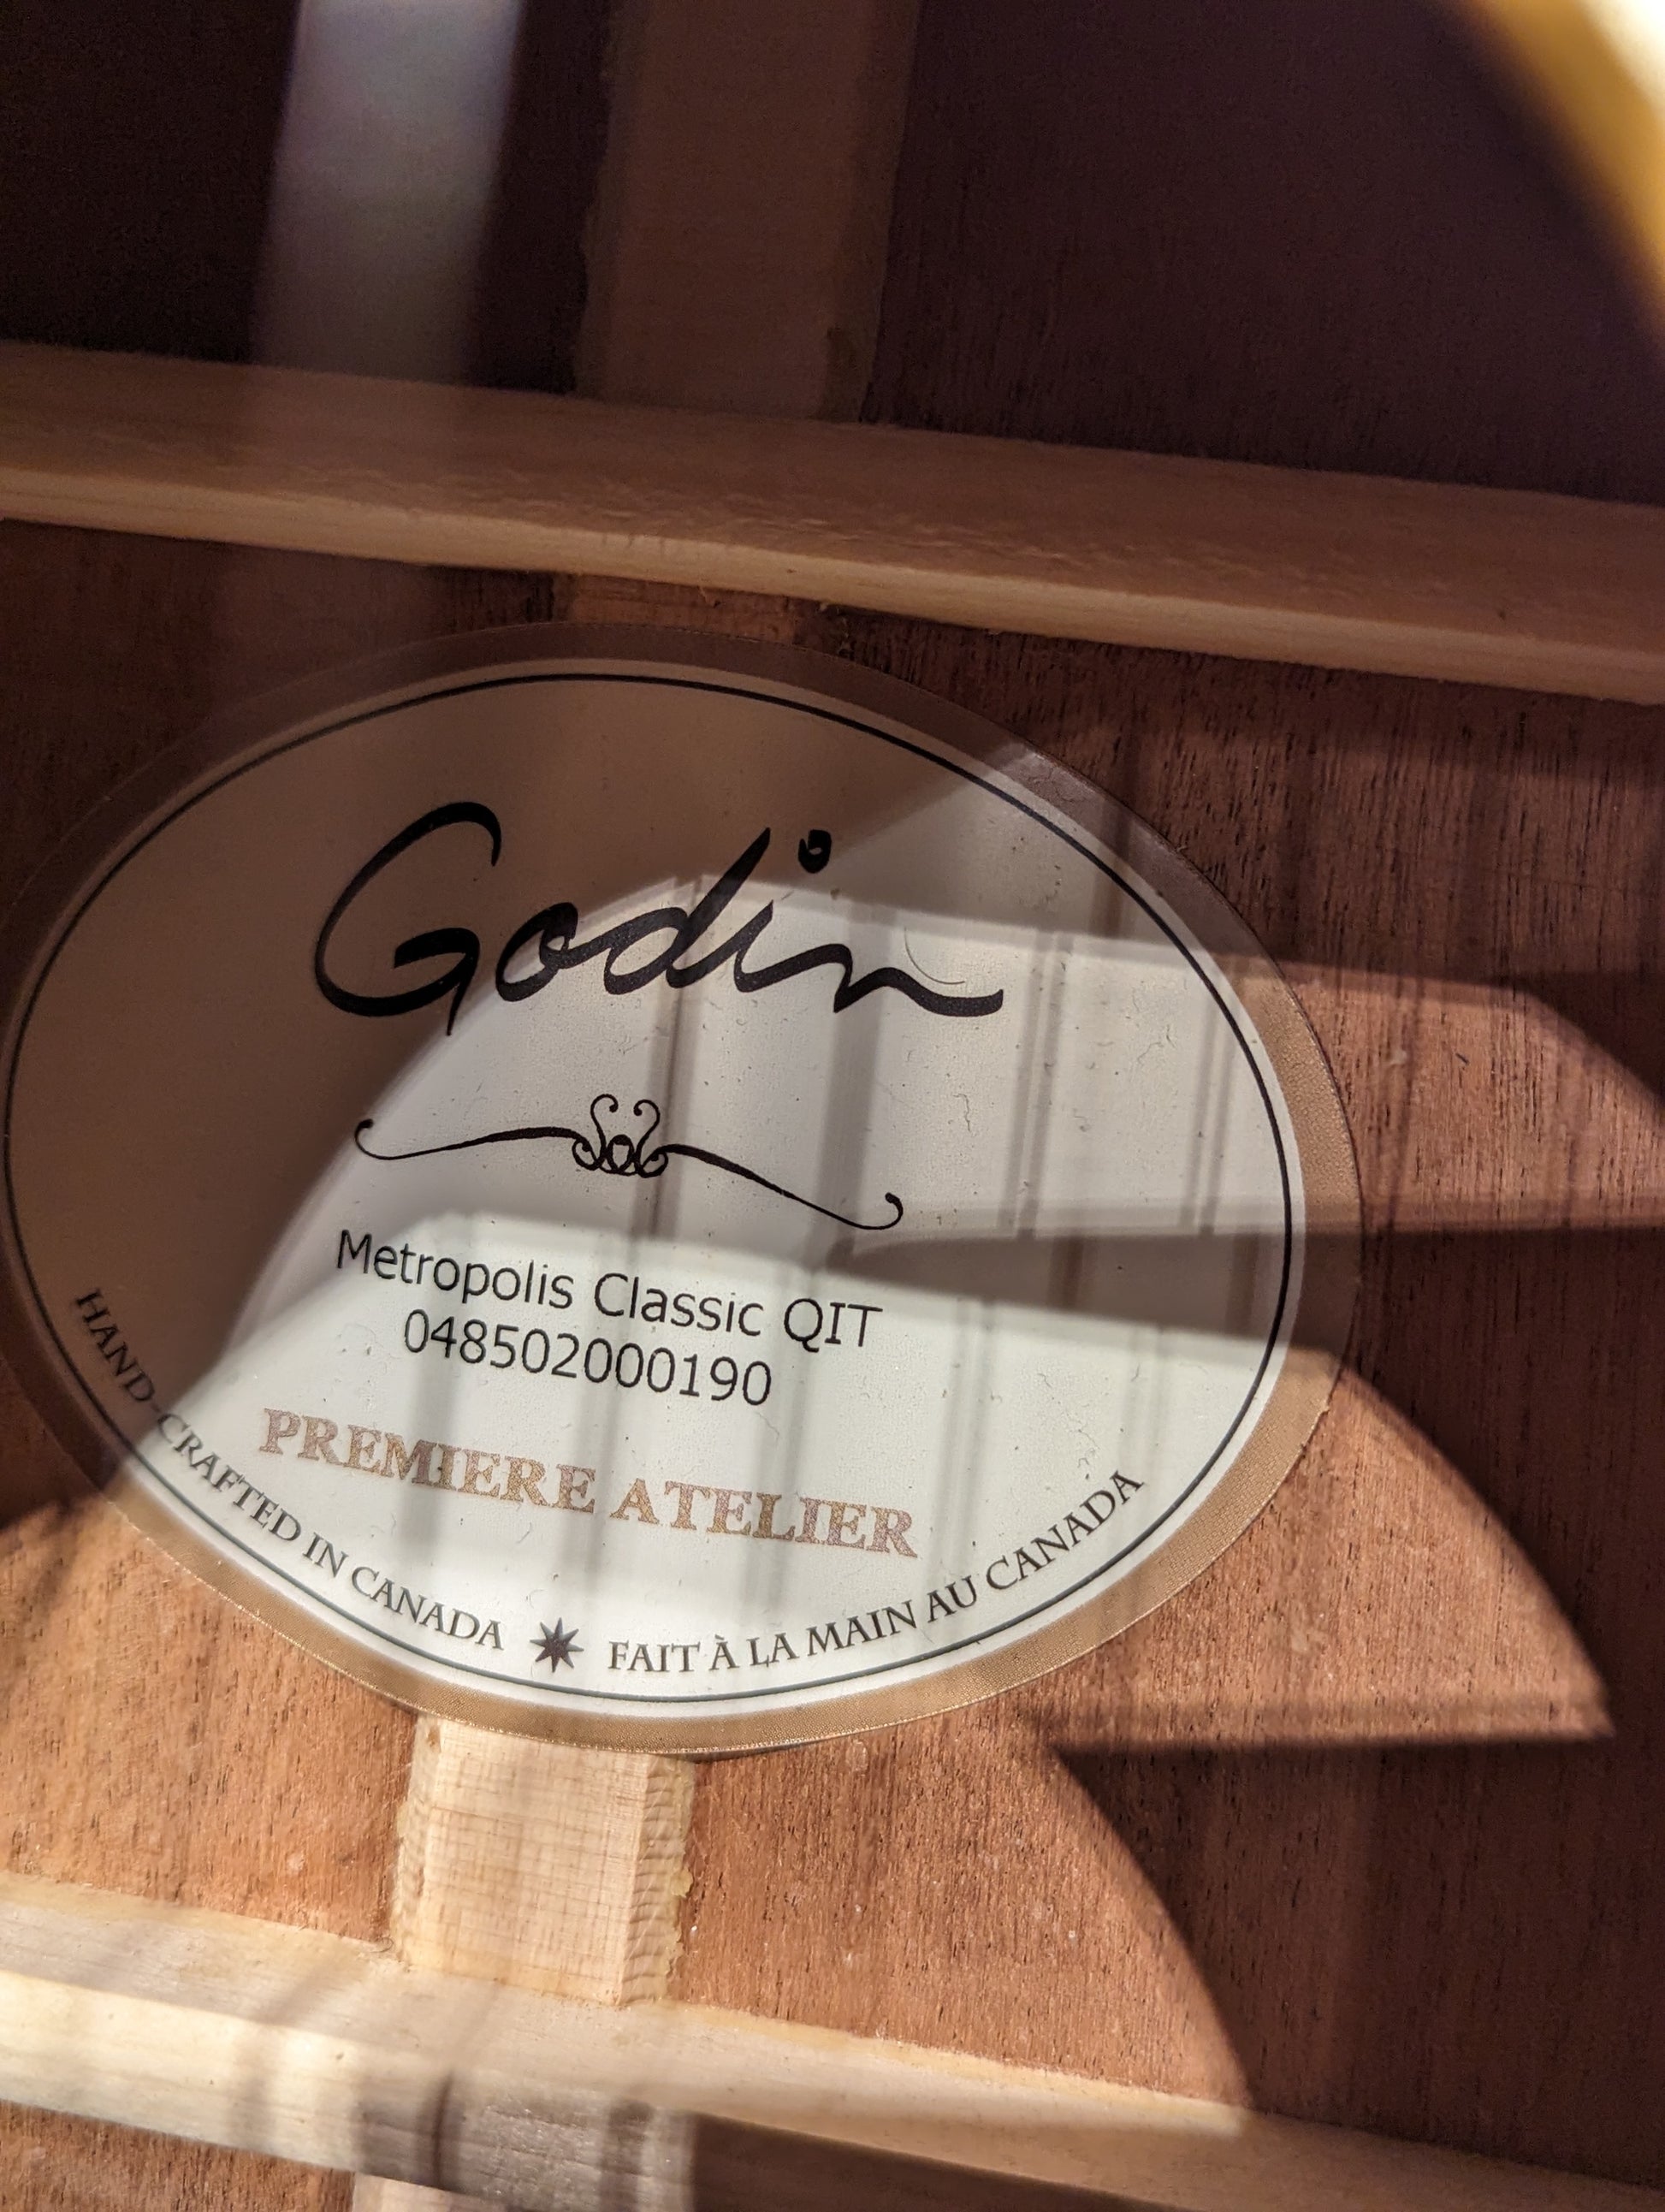 Godin
Metropolis Classic QIT
048502000190
PREMIERE ATELIER
HAND-CRAFTED IN CANADA ✷ FAIT À LA MAIN AU CANADA